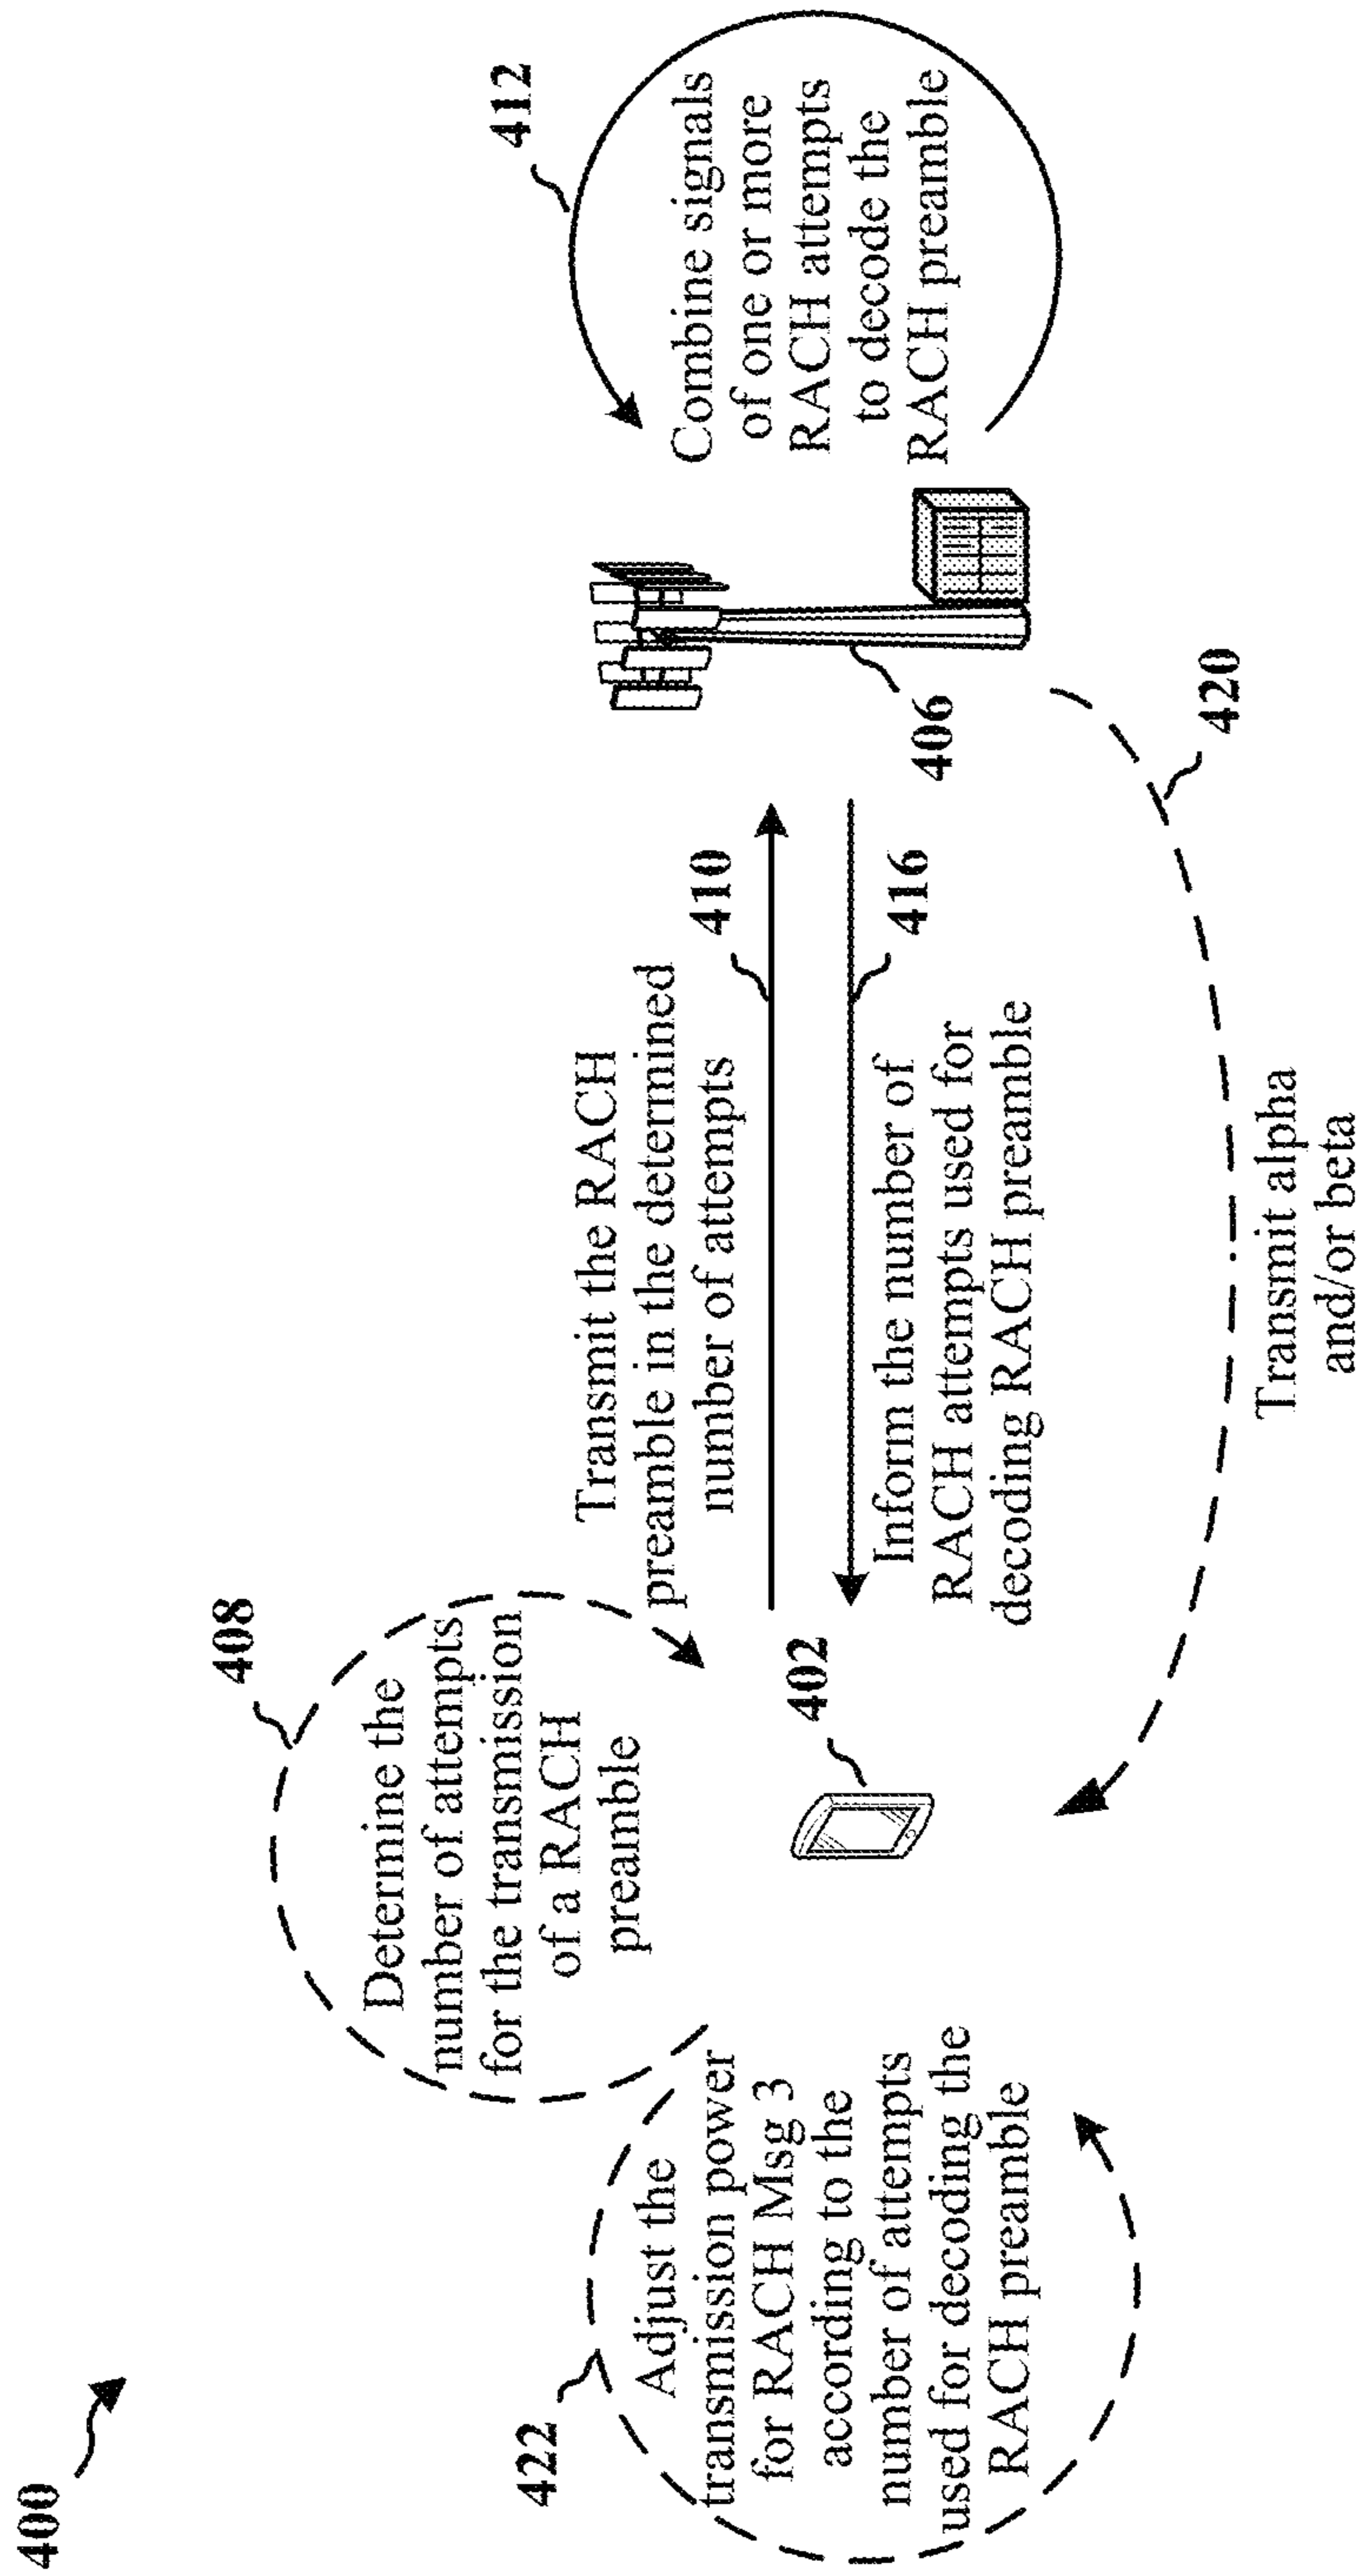 400
408
Determine the
number of attempts
for the transmission
of a RACH
preamble
422
Adjust the
transmission power
for RACH Msg 3
according to the
number of attempts
used for decoding the
RACH preamble
402
Transmit the RACH
preamble in the determined
number of attempts
410
416
Inform the number of
RACH attempts used for
decoding RACH preamble
406
412
Combine signals
of one or more
RACH attempts
to decode the
RACH preamble
420
Transmit alpha
and/or beta